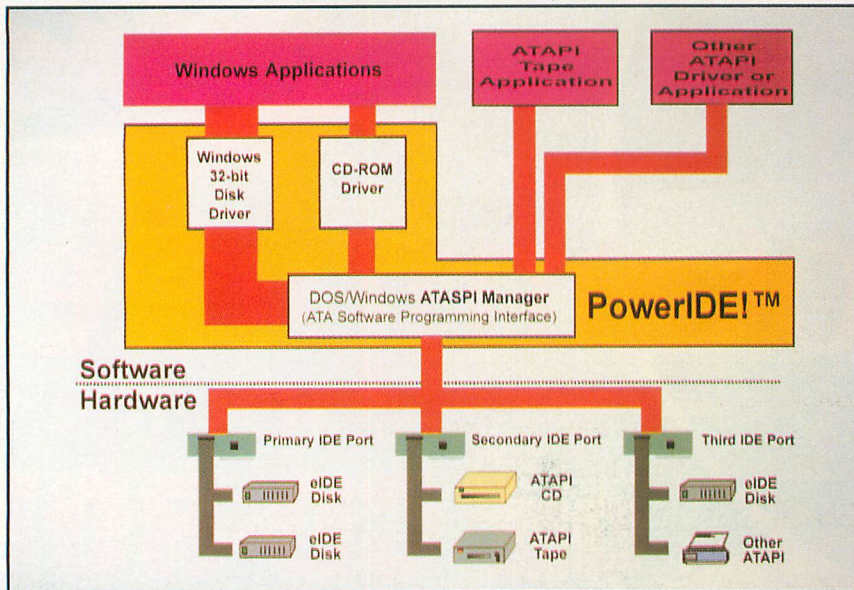 Windows Applications
ATAPI
Tape
Application
Other
ATAPI
Driver or
Application
Windows
32-bit
Disk
Driver
CD-ROM
Driver
DOS/Windows ATASPI Manager
(ATA Software Programming Interface)
PowerIDE!™
Software
Hardware
Primary IDE Port
Secondary IDE Port
Third IDE Port
eIDE
Disk
ATAPI
CD
eIDE
Disk
eIDE
Disk
ATAPI
Tape
Other
ATAPI